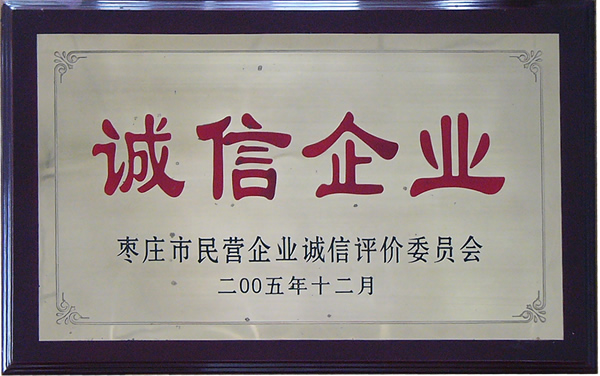 诚信企业
枣庄市民营企业诚信评价委员会
二00五年十二月